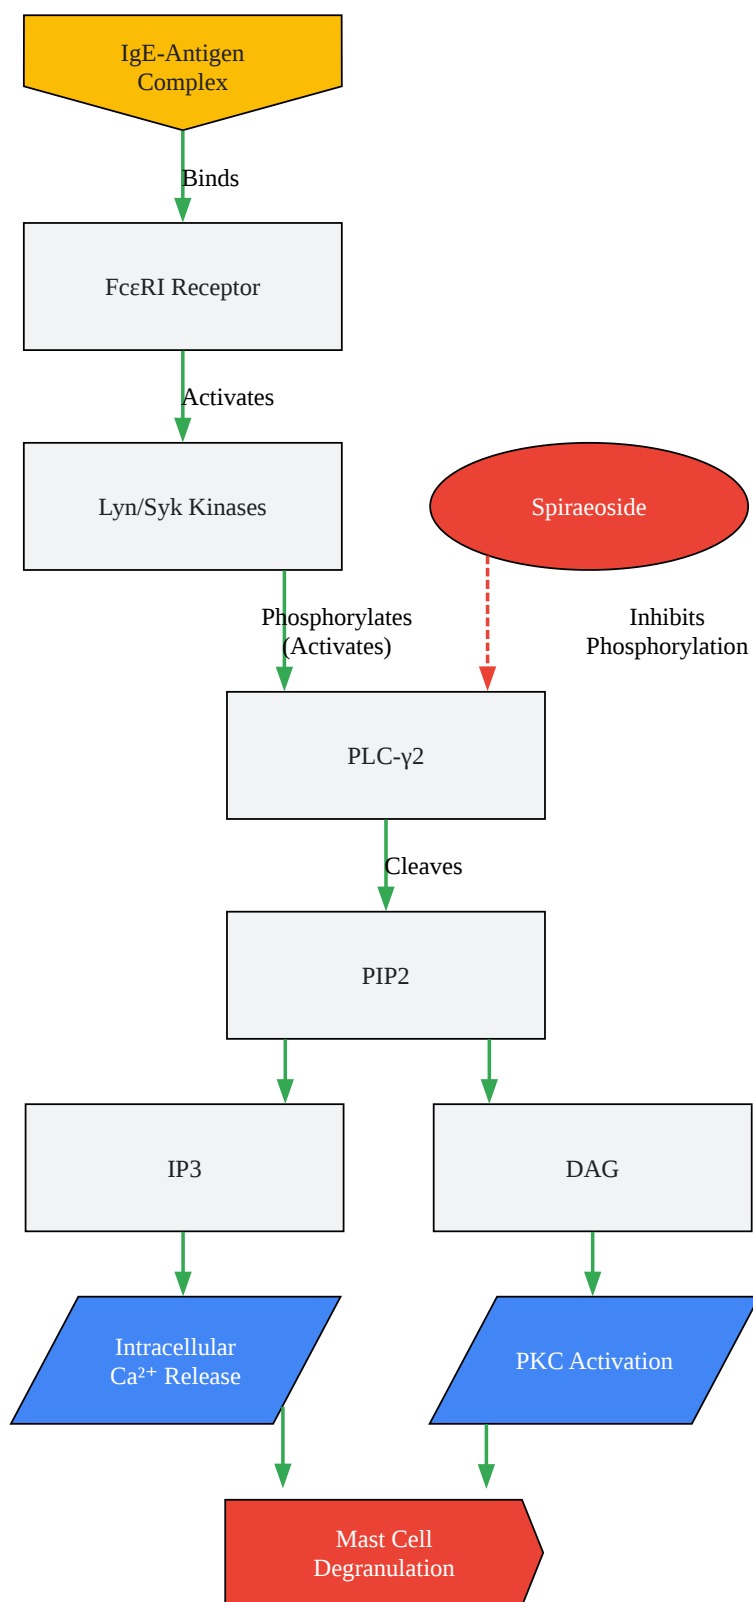 IgE-Antigen
Complex
Binds
FcεRI Receptor
Activates
Lyn/Syk Kinases
Spiraeoside
Phosphorylates
(Activates)
Inhibits
Phosphorylation
PLC-γ2
Cleaves
PIP2
IP3
DAG
Intracellular
Ca²⁺ Release
PKC Activation
Mast Cell
Degranulation